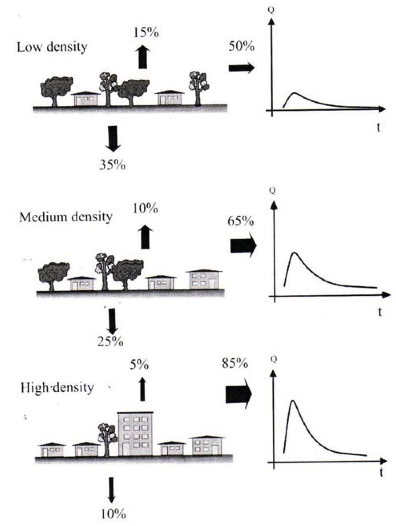 Q
15%
Low density
50%
t
35%
Q
10%
Medium density
65%
t
25%
Q
5%
85%
High density
t
10%